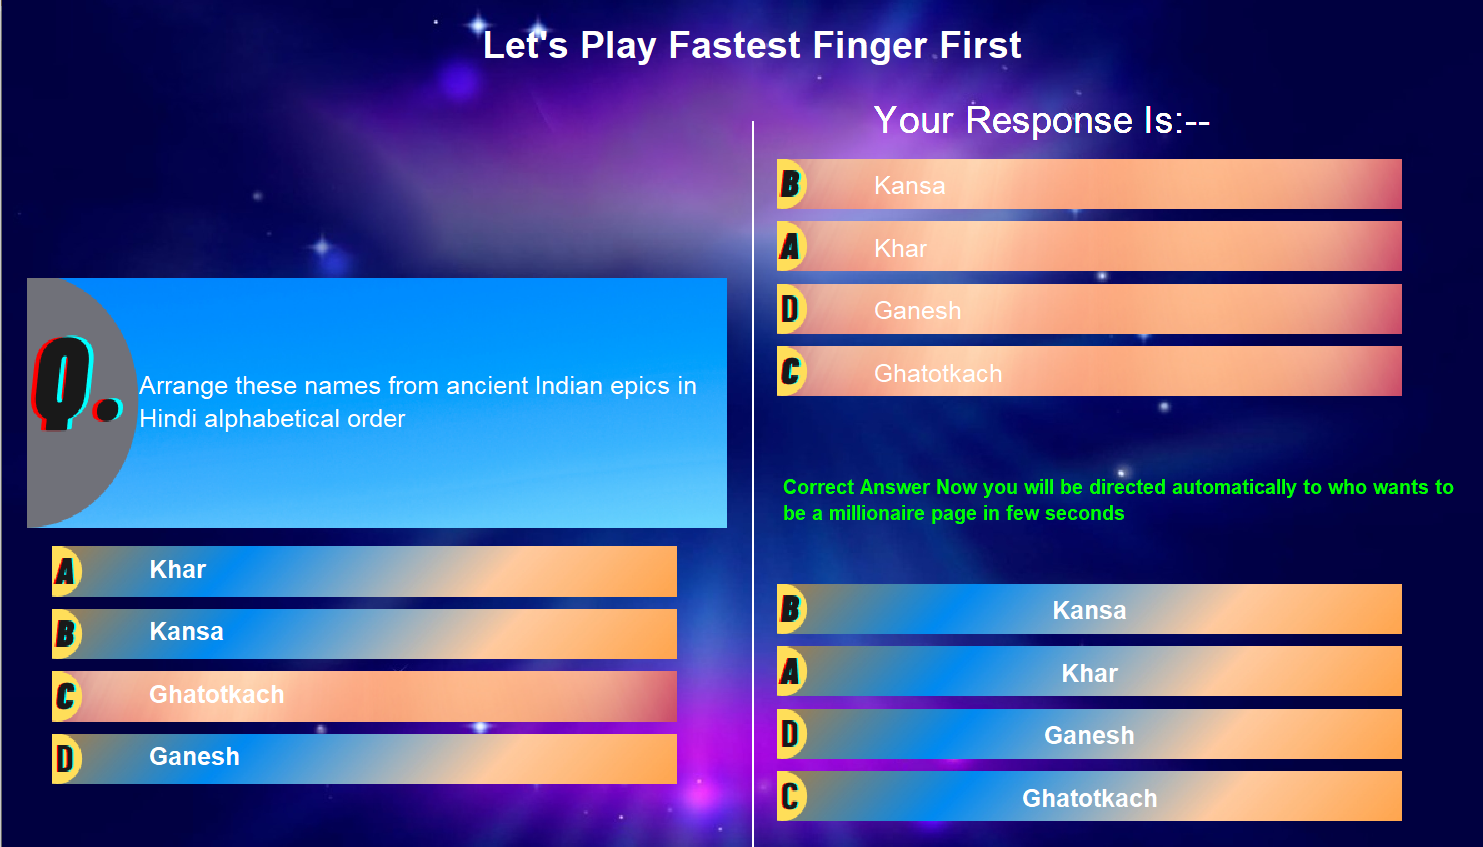 Let's Play Fastest Finger First
Q.
Arrange these names from ancient Indian epics in
Hindi alphabetical order
A Khar
B Kansa
C Ghatotkach
D Ganesh
Your Response Is:--
B Kansa
A Khar
D Ganesh
C Ghatotkach
Correct Answer Now you will be directed automatically to who wants to
be a millionaire page in few seconds
B Kansa
A Khar
D Ganesh
C Ghatotkach